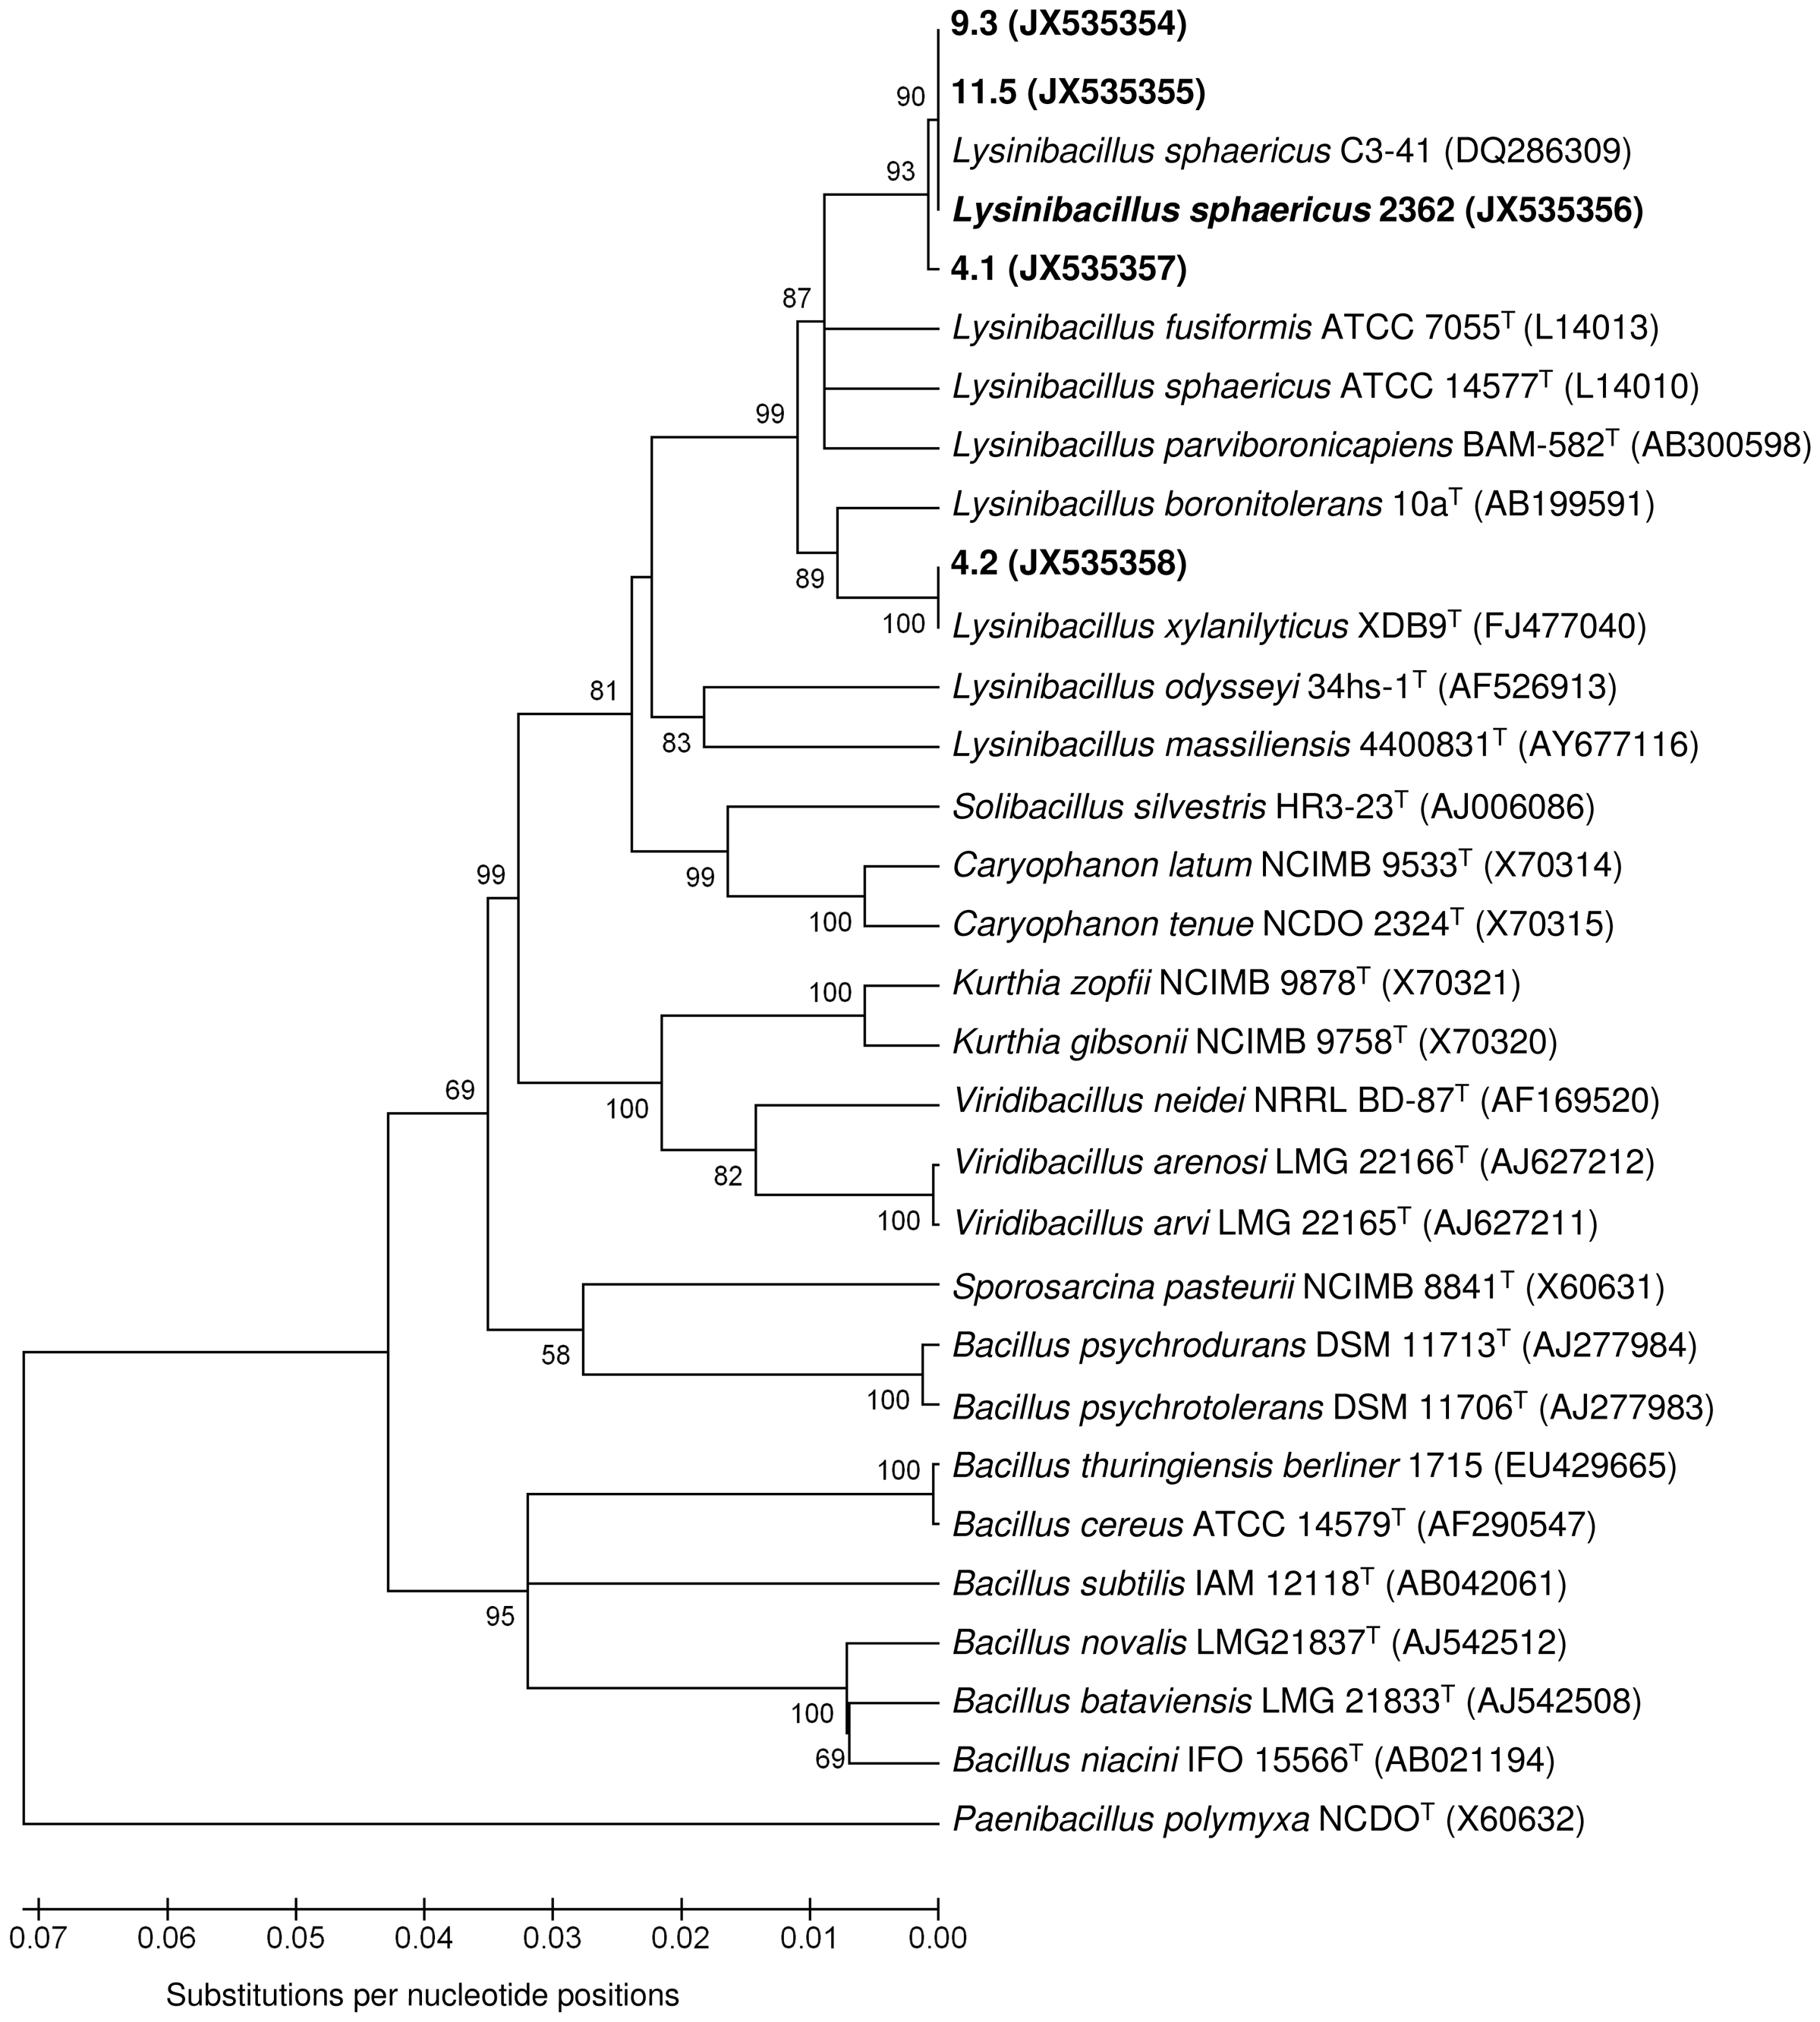 9.3 (JX535354)
90
11.5 (JX535355)
Lysinibacillus sphaericus C3-41 (DQ286309)
93
Lysinibacillus sphaericus 2362 (JX535356)
4.1 (JX535357)
87
Lysinibacillus fusiformis ATCC 7055T (L14013)
Lysinibacillus sphaericus ATCC 14577T (L14010)
99
Lysinibacillus parviboronicapiens BAM-582T (AB300598)
Lysinibacillus boronitolerans 10aT (AB199591)
4.2 (JX535358)
89
100
Lysinibacillus xylanilyticus XDB9T (FJ477040)
81
Lysinibacillus odysseyi 34hs-1T (AF526913)
83
Lysinibacillus massiliensis 4400831T (AY677116)
Solibacillus silvestris HR3-23T (AJ006086)
99
99
Caryophanon latum NCIMB 9533T (X70314)
100
Caryophanon tenue NCDO 2324T (X70315)
100
Kurthia zopfii NCIMB 9878T (X70321)
Kurthia gibsonii NCIMB 9758T (X70320)
69
100
Viridibacillus neidei NRRL BD-87T (AF169520)
82
Viridibacillus arenosi LMG 22166T (AJ627212)
100
Viridibacillus arvi LMG 22165T (AJ627211)
Sporosarcina pasteurii NCIMB 8841T (X60631)
58
Bacillus psychrodurans DSM 11713T (AJ277984)
100
Bacillus psychrotolerans DSM 11706T (AJ277983)
100
Bacillus thuringiensis berliner 1715 (EU429665)
Bacillus cereus ATCC 14579T (AF290547)
Bacillus subtilis IAM 12118T (AB042061)
95
Bacillus novalis LMG21837T (AJ542512)
100
Bacillus bataviensis LMG 21833T (AJ542508)
69
Bacillus niacini IFO 15566T (AB021194)
Paenibacillus polymyxa NCDOT (X60632)
0.07 0.06 0.05 0.04 0.03 0.02 0.01 0.00
Substitutions per nucleotide positions